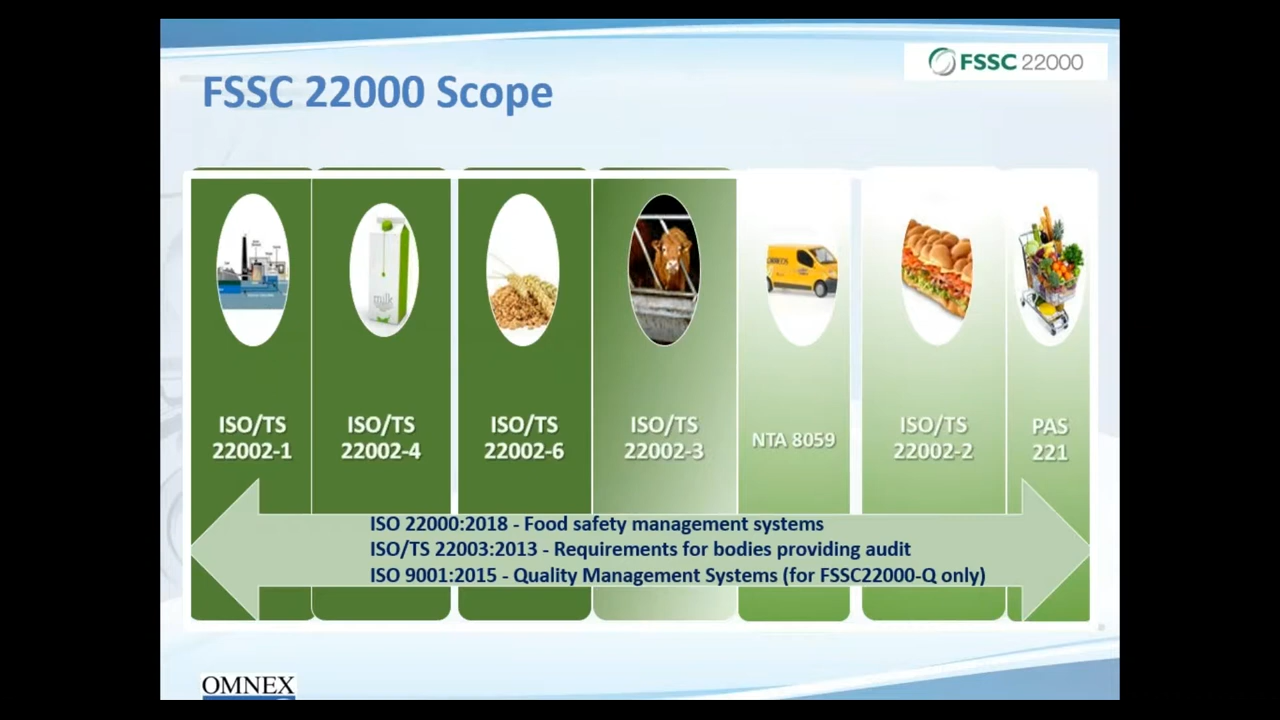 FSSC 22000
FSSC 22000 Scope
milk
ISO/TS
22002-1
ISO/TS
22002-4
ISO/TS
22002-6
ISO/TS
22002-3
NTA 8059
ISO/TS
22002-2
PAS
221
ISO 22000:2018 - Food safety management systems
ISO/TS 22003:2013 - Requirements for bodies providing audit
ISO 9001:2015 - Quality Management Systems (for FSSC22000-Q only)
OMNEX